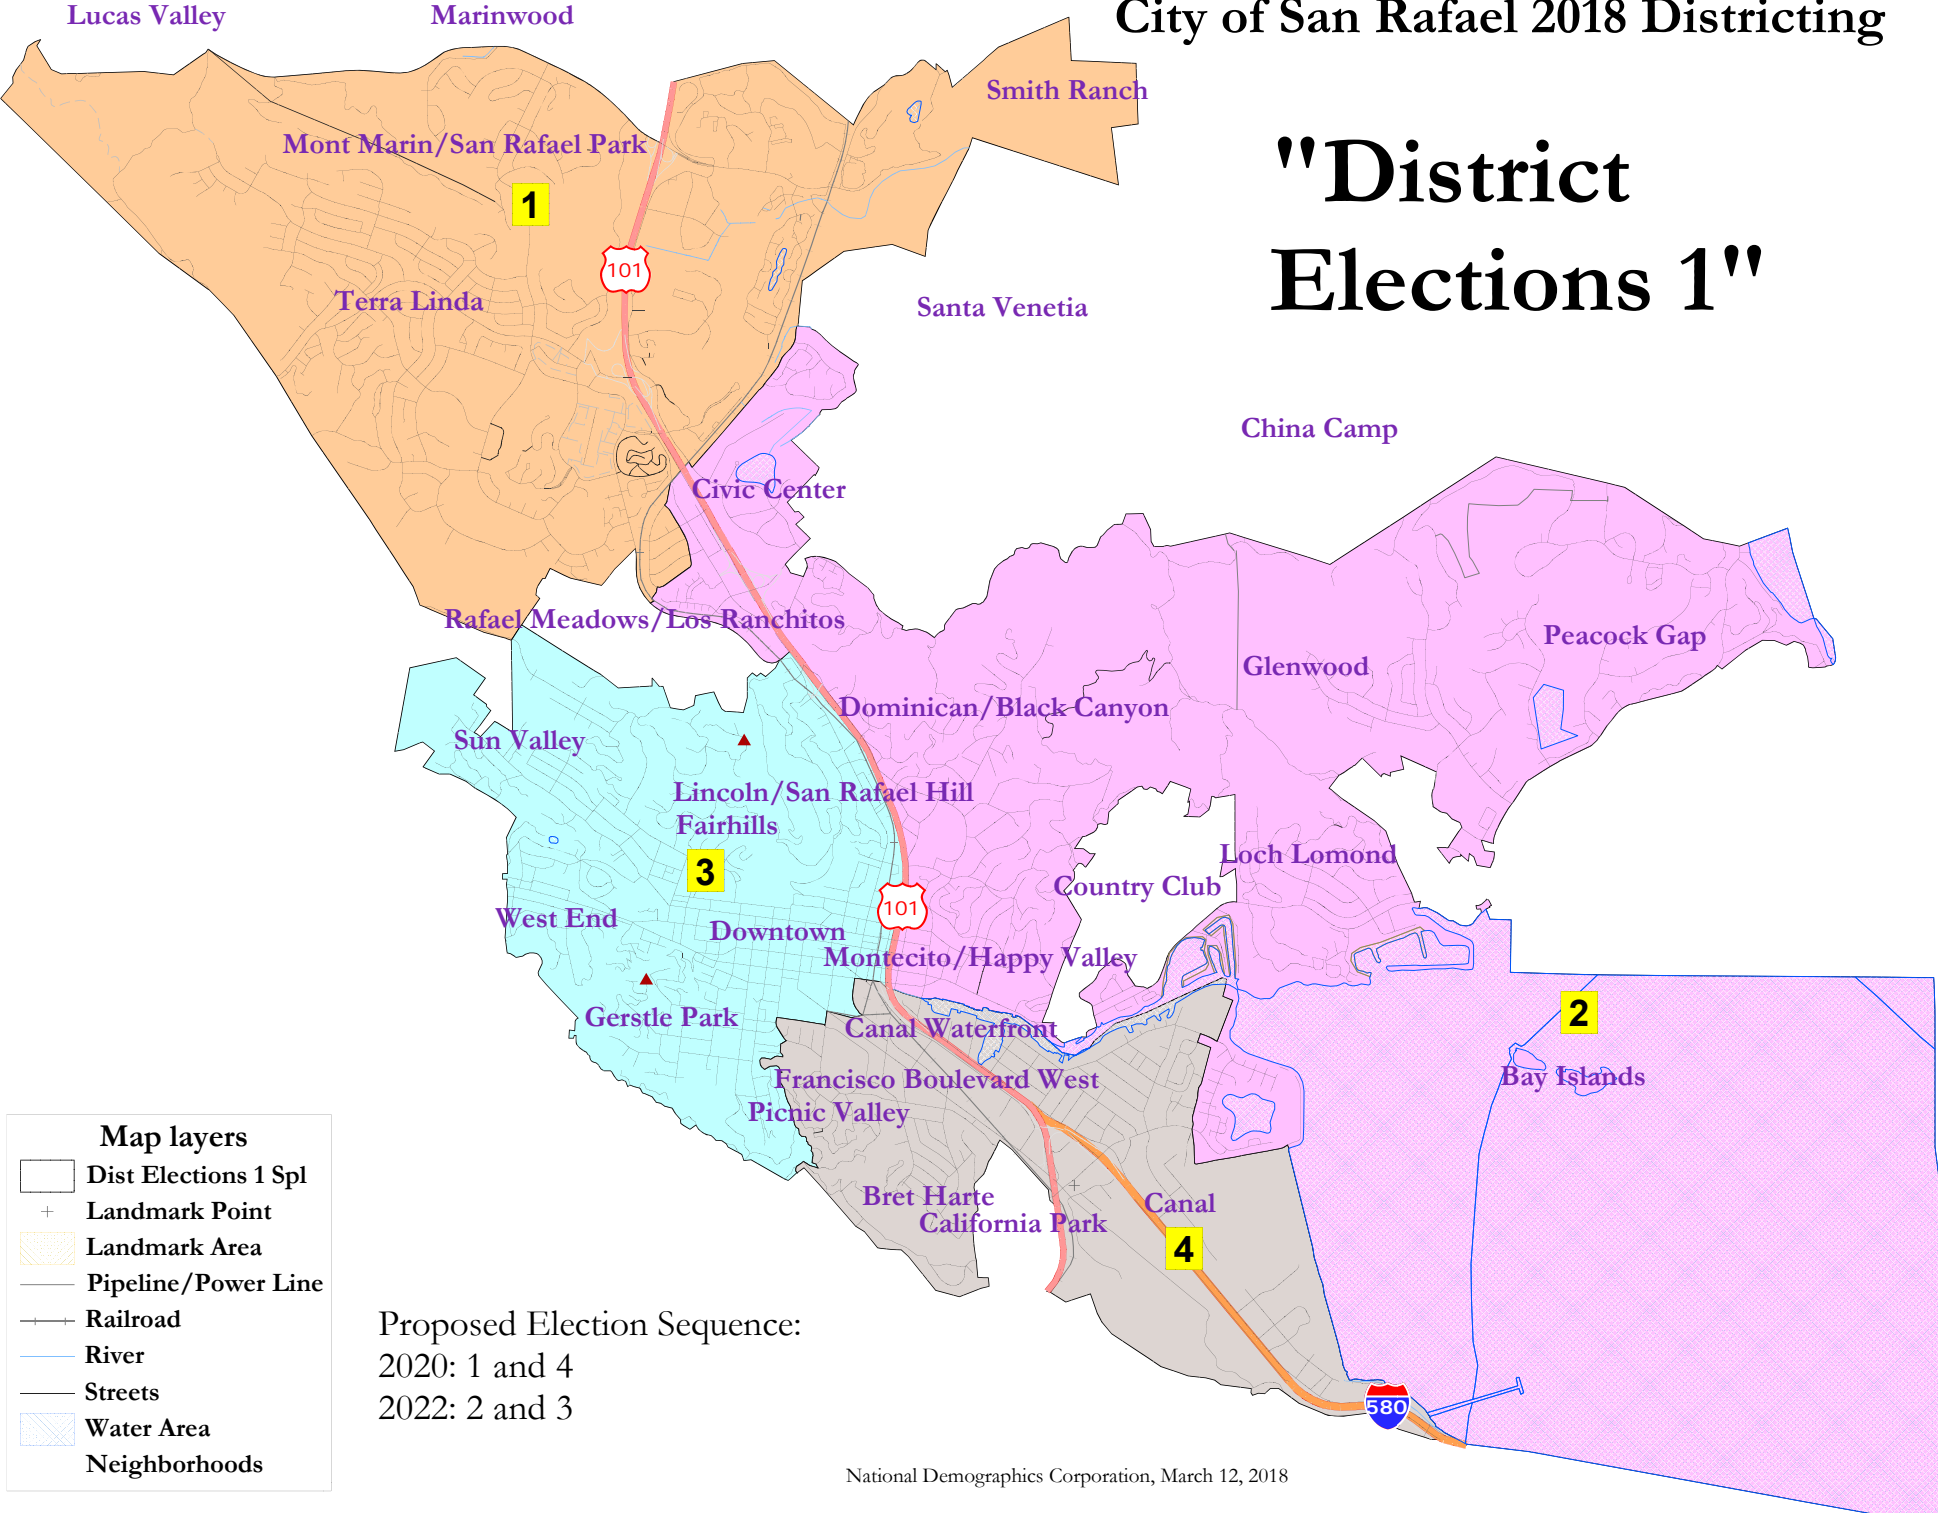 Lucas Valley
Marinwood
City of San Rafael 2018 Districting
Smith Ranch
"District
Elections 1"
Mont Marin/San Rafael Park
1
101
Terra Linda
Santa Venetia
China Camp
Civic Center
Rafael Meadows/Los Ranchitos
Peacock Gap
Glenwood
Dominican/Black Canyon
Sun Valley
Lincoln/San Rafael Hill
Fairhills
3
Loch Lomond
Country Club
101
West End
Downtown
Montecito/Happy Valley
2
Gerstle Park
Canal Waterfront
Bay Islands
Francisco Boulevard West
Picnic Valley
Bret Harte
Canal
California Park
4
580
Map layers
Dist Elections 1 Spl
Landmark Point
Landmark Area
Pipeline/Power Line
Railroad
River
Streets
Water Area
Neighborhoods
Proposed Election Sequence:
2020: 1 and 4
2022: 2 and 3
National Demographics Corporation, March 12, 2018